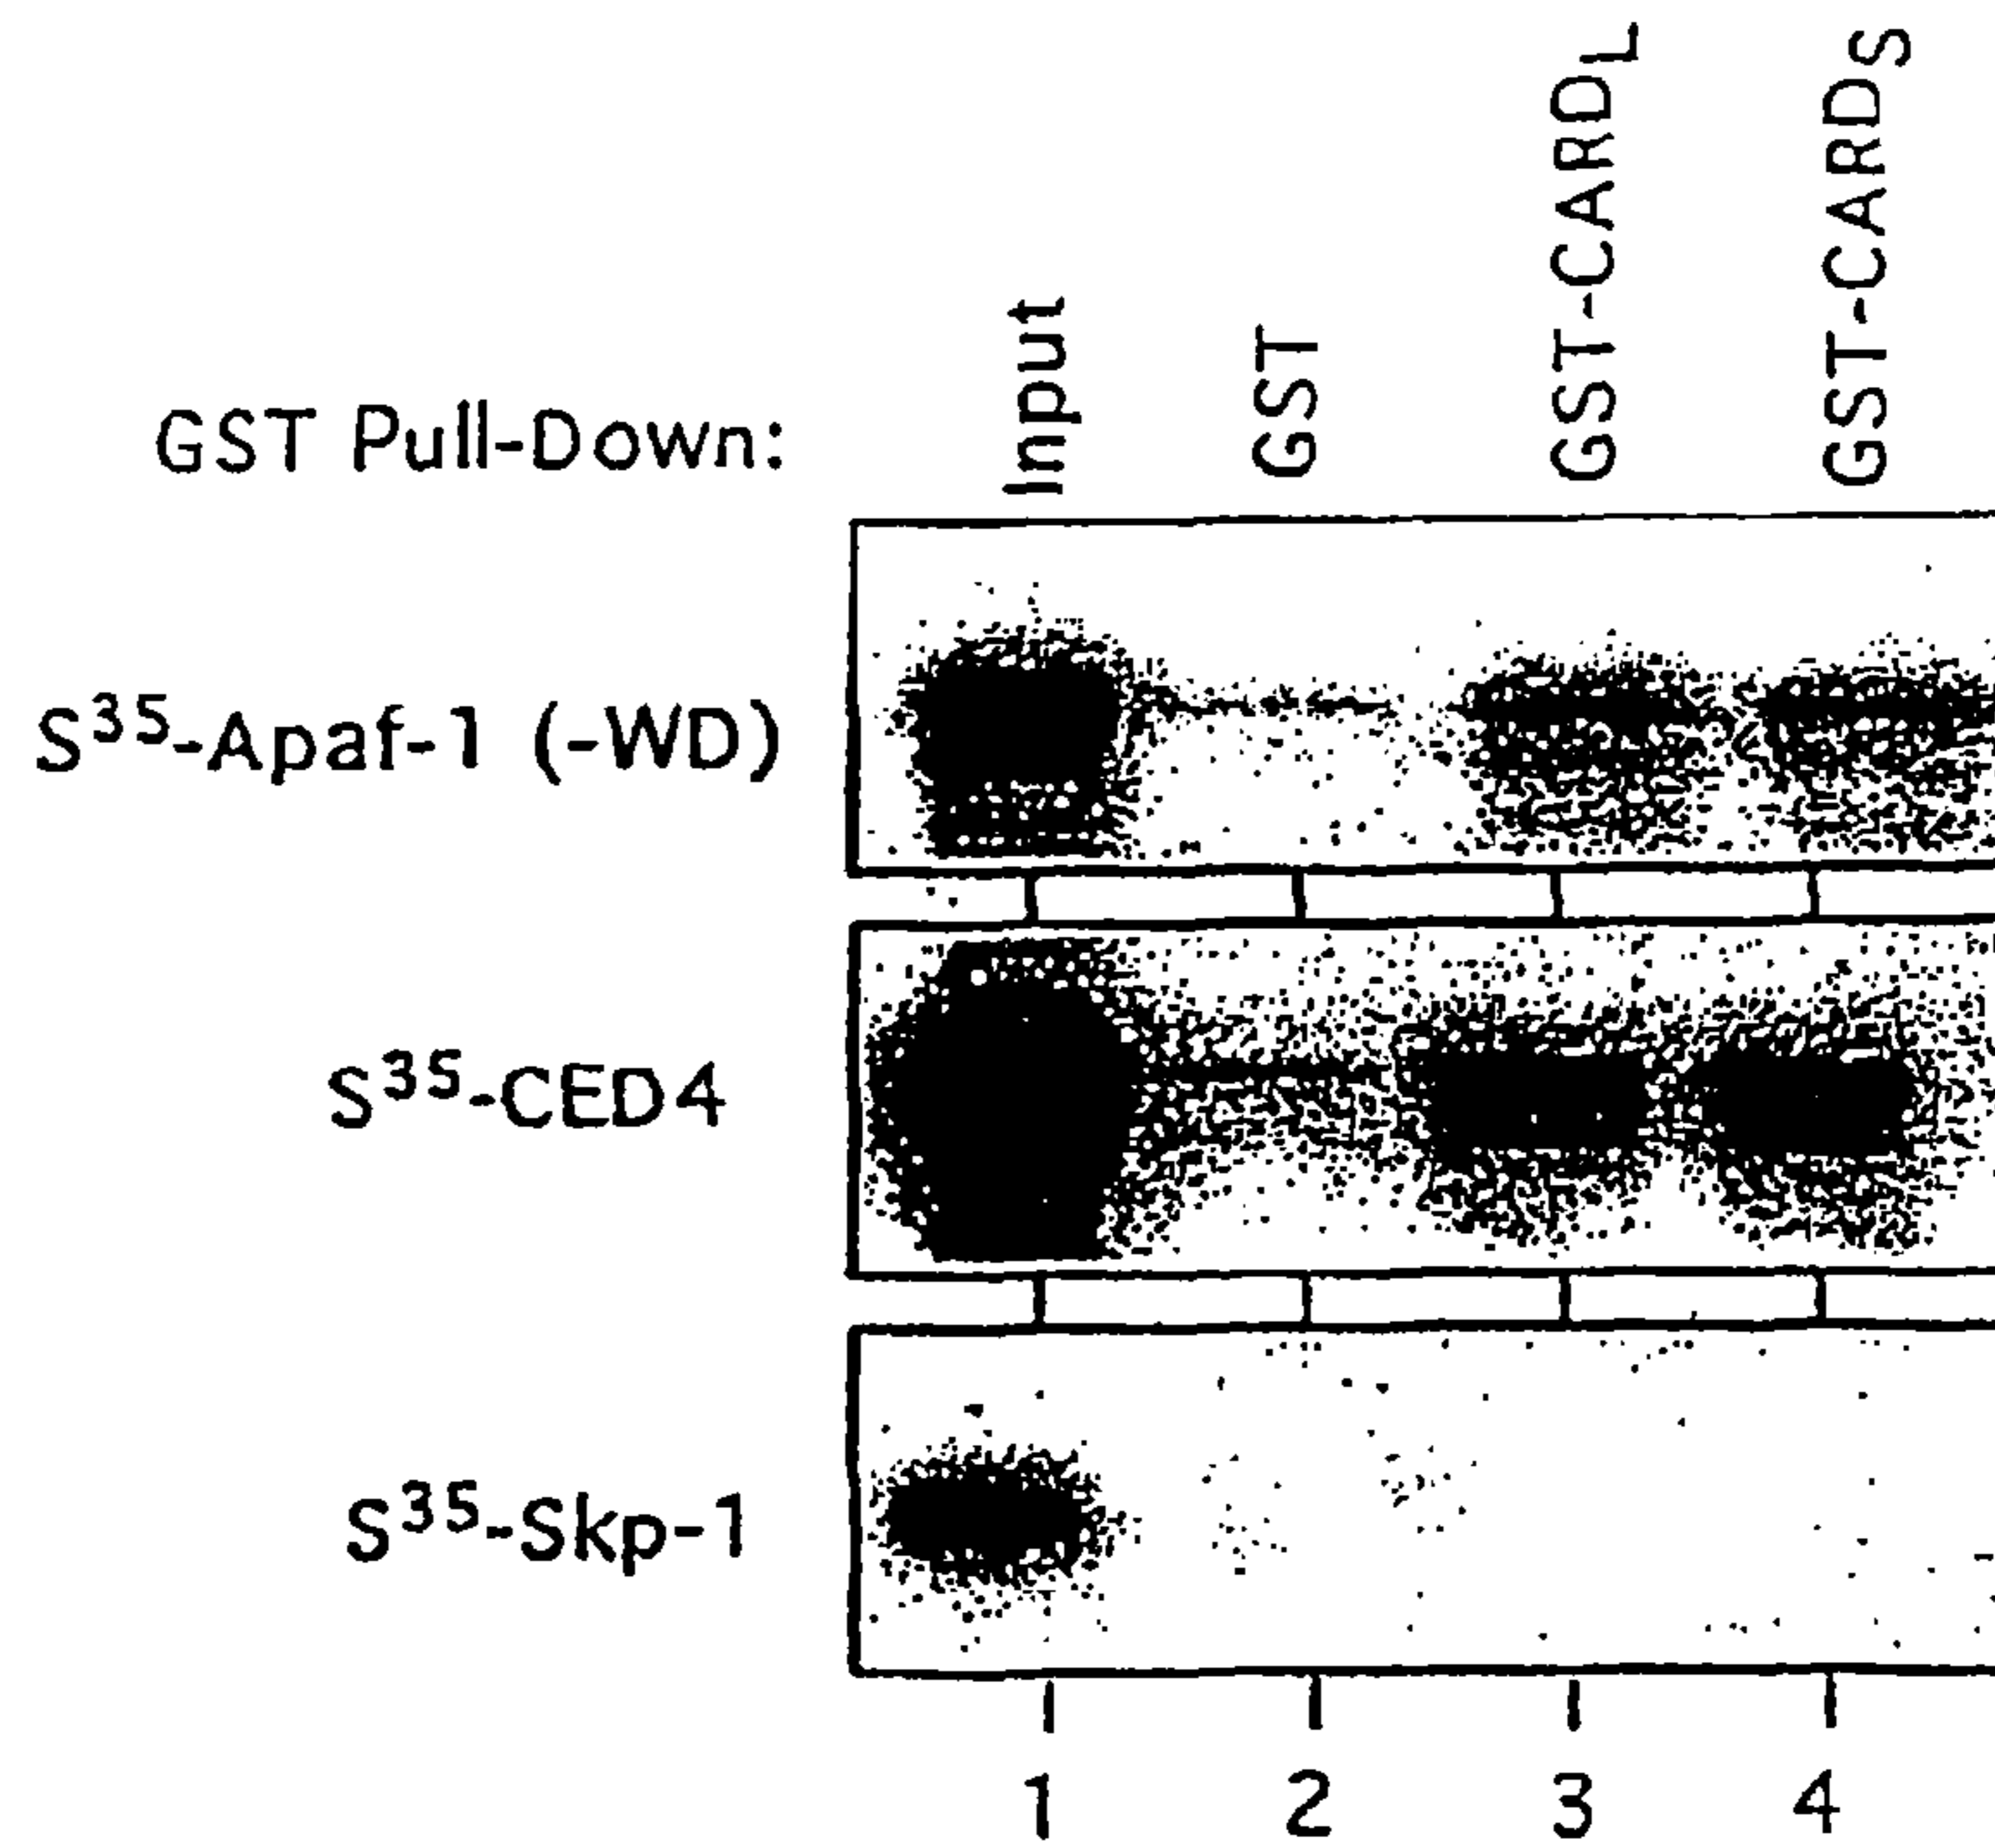 GST Pull-Down:
Input
GST
GST-CARDL
GST-CARDS
S35-Apaf-1 (-WD)
S35-CED4
S35-Skp-1
1 2 3 4